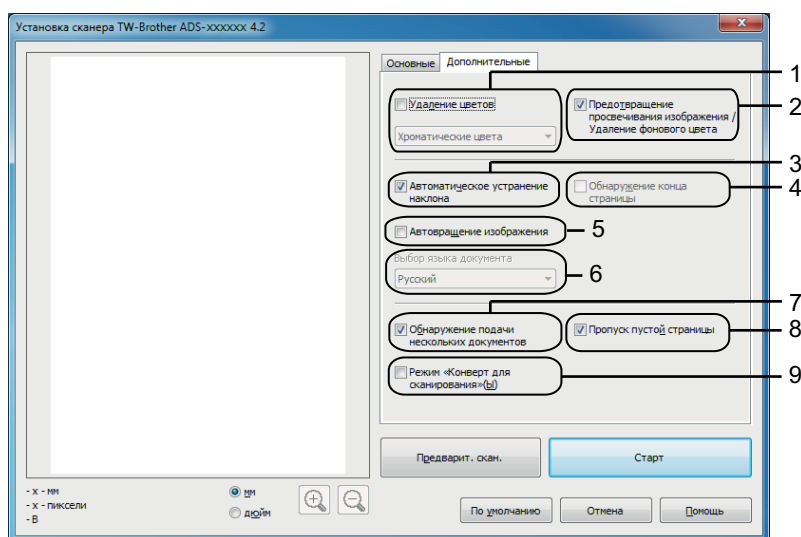 Установка сканера TW-Brother ADS-xxxxxx 4.2
x
Основные
Дополнительные
1
Удаление цветов
Хроматические цвета
Предотвращение
просвечивания изображения /
Удаление фонового цвета
2
3
Автоматическое устранение
наклона
Обнаружение конца
страницы
4
Автовращение изображения
5
Выбор языка документа
Русский
6
7
Обнаружение подачи
нескольких документов
Пропуск пустой страницы
8
Режим «Конверт для
сканирования»(Ы)
9
Предварит. скан.
Старт
- x - мм
- x - пиксели
- В
мм
дюйм
По умолчанию
Отмена
Помощь